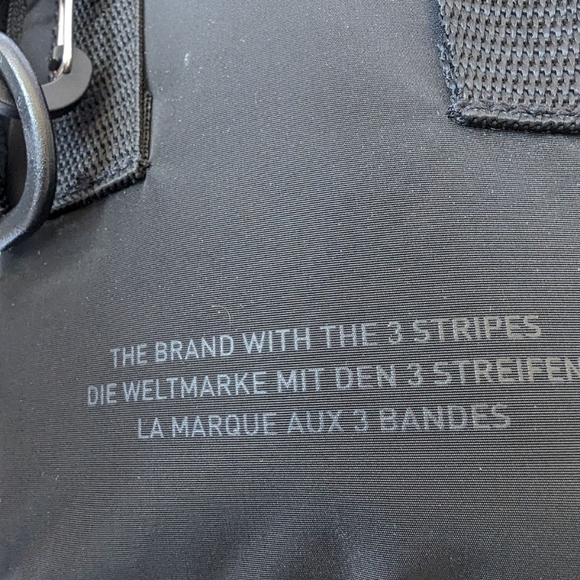 THE BRAND WITH THE 3 STRIPES
DIE WELTMARKE MIT DEN 3 STREIFEN
LA MARQUE AUX 3 BANDES